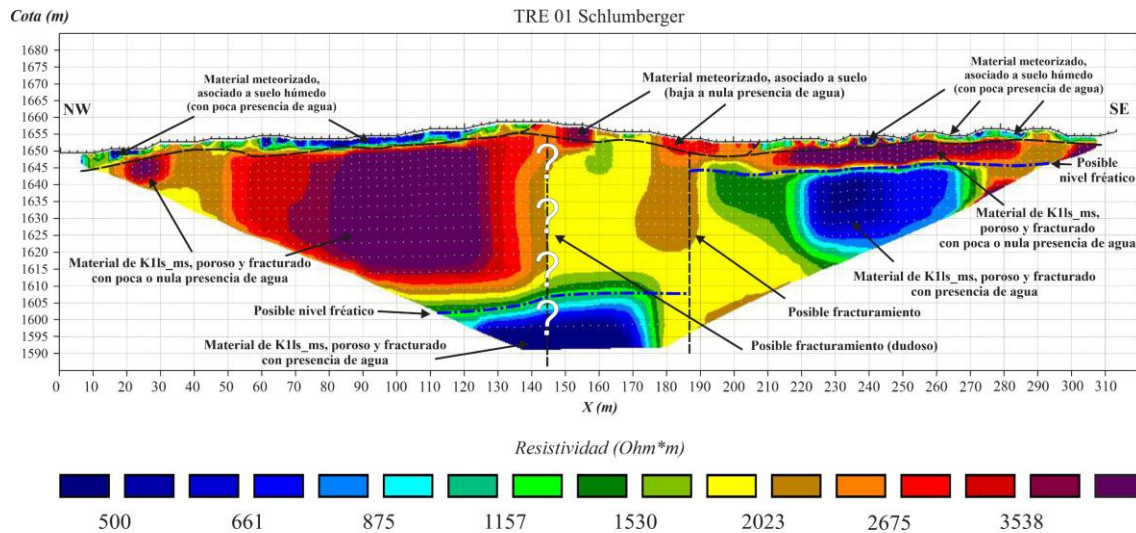 Cota (m)
TRE 01 Schlumberger
1680
1675
1670
1665
1660
1655
1650
1645
1640
1635
1630
1625
1620
1615
1610
1605
1600
1595
1590
NW
SE
Material meteorizado,
asociado a suelo húmedo
(con poca presencia de agua)
Material meteorizado, asociado a suelo
(baja a nula presencia de agua)
Material meteorizado,
asociado a suelo húmedo
(con poca presencia de agua)
Posible
nivel fréatico
Material de K1ls_ms,
poroso y fracturado
con poca o nula presencia de agua
Material de K1ls_ms, poroso y fracturado
con poca o nula presencia de agua
Material de K1ls_ms, poroso y fracturado
con presencia de agua
Posible nivel fréatico
Posible fracturamiento
Material de K1ls_ms, poroso y fracturado
con presencia de agua
Posible fracturamiento (dudoso)
?
?
?
?
0 10 20 30 40 50 60 70 80 90 100 110 120 130 140 150 160 170 180 190 200 210 220 230 240 250 260 270 280 290 300 310
X (m)
Resistividad (Ohm*m)
500 661 875 1157 1530 2023 2675 3538